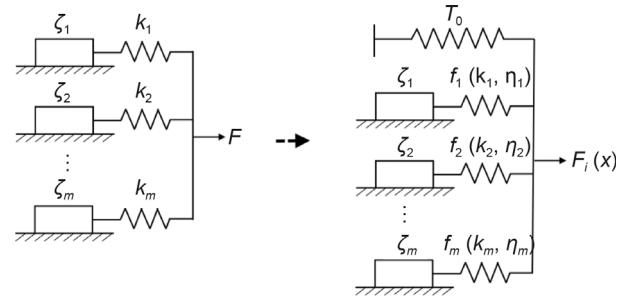 ζ1 k1
ζ2 k2
F
⋮
ζm km
T0
ζ1 f1 (k1, η1)
ζ2 f2 (k2, η2)
Fi (x)
⋮
ζm fm (km, ηm)